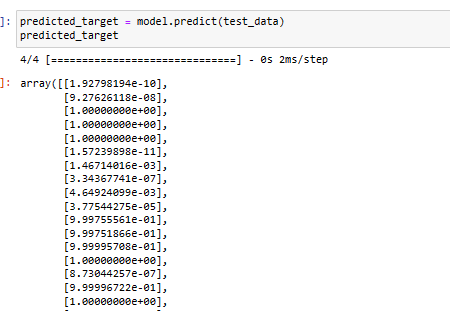 ]: predicted_target = model.predict(test_data)
predicted_target
4/4 [==============================] - 0s 2ms/step
]: array([[1.92798194e-10],
[9.27626118e-08],
[1.00000000e+00],
[1.00000000e+00],
[1.00000000e+00],
[1.57239898e-11],
[1.46714016e-03],
[3.34367741e-07],
[4.64924099e-03],
[3.77544275e-05],
[9.99755561e-01],
[9.99751866e-01],
[9.99995708e-01],
[1.00000000e+00],
[8.73044257e-07],
[9.99996722e-01],
[1.00000000e+00],